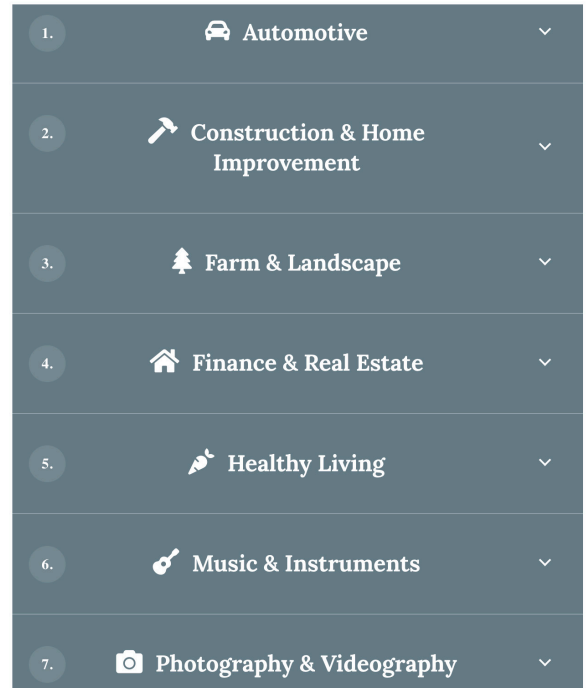 1. Automotive
2. Construction & Home
Improvement
3. Farm & Landscape
4. Finance & Real Estate
5. Healthy Living
6. Music & Instruments
7. Photography & Videography